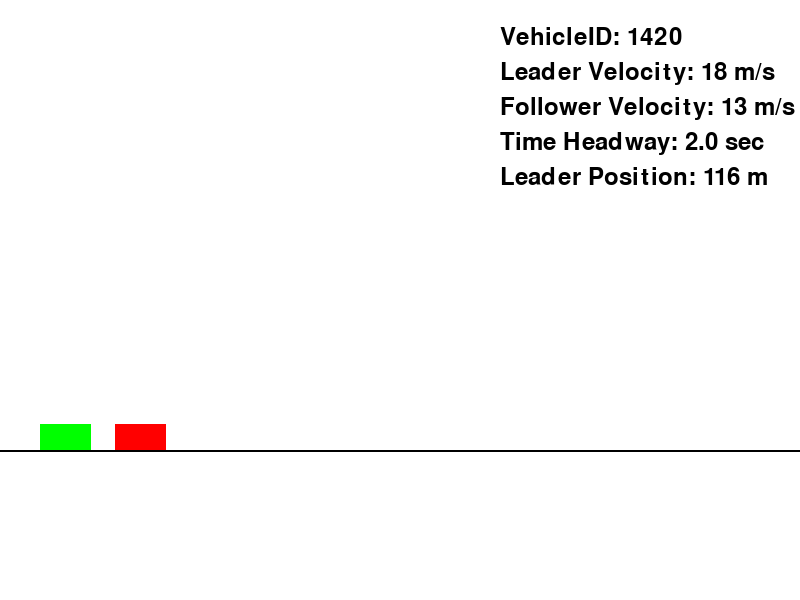 VehicleID: 1420
Leader Velocity: 18 m/s
Follower Velocity: 13 m/s
Time Headway: 2.0 sec
Leader Position: 116 m